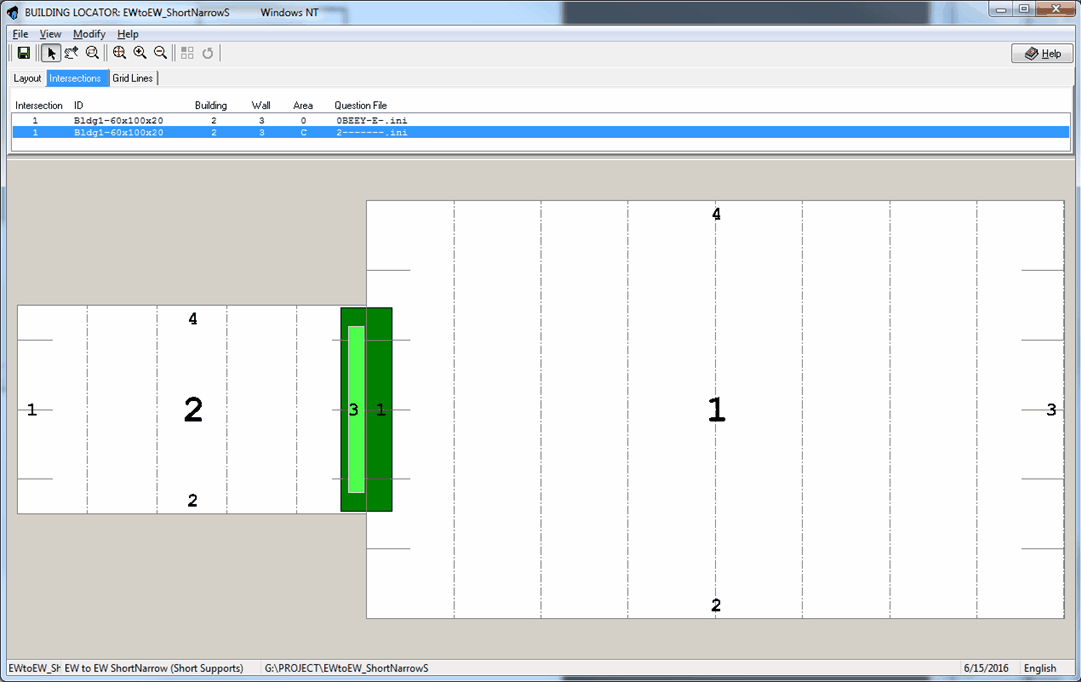 BUILDING LOCATOR: EWtoEW_ShortNarrowS Windows NT
File View Modify Help
Help
Layout Intersections Grid Lines
Intersection ID Building Wall Area Question File
1 Bldg1-60x100x20 2 3 0 0BEEY-E-.ini
1 Bldg1-60x100x20 2 3 C 2-------.ini
4
4
1 2 3 1 1 3
2
2
EWtoEW_Sh EW to EW ShortNarrow (Short Supports) G:\PROJECT\EWtoEW_ShortNarrowS 6/15/2016 English